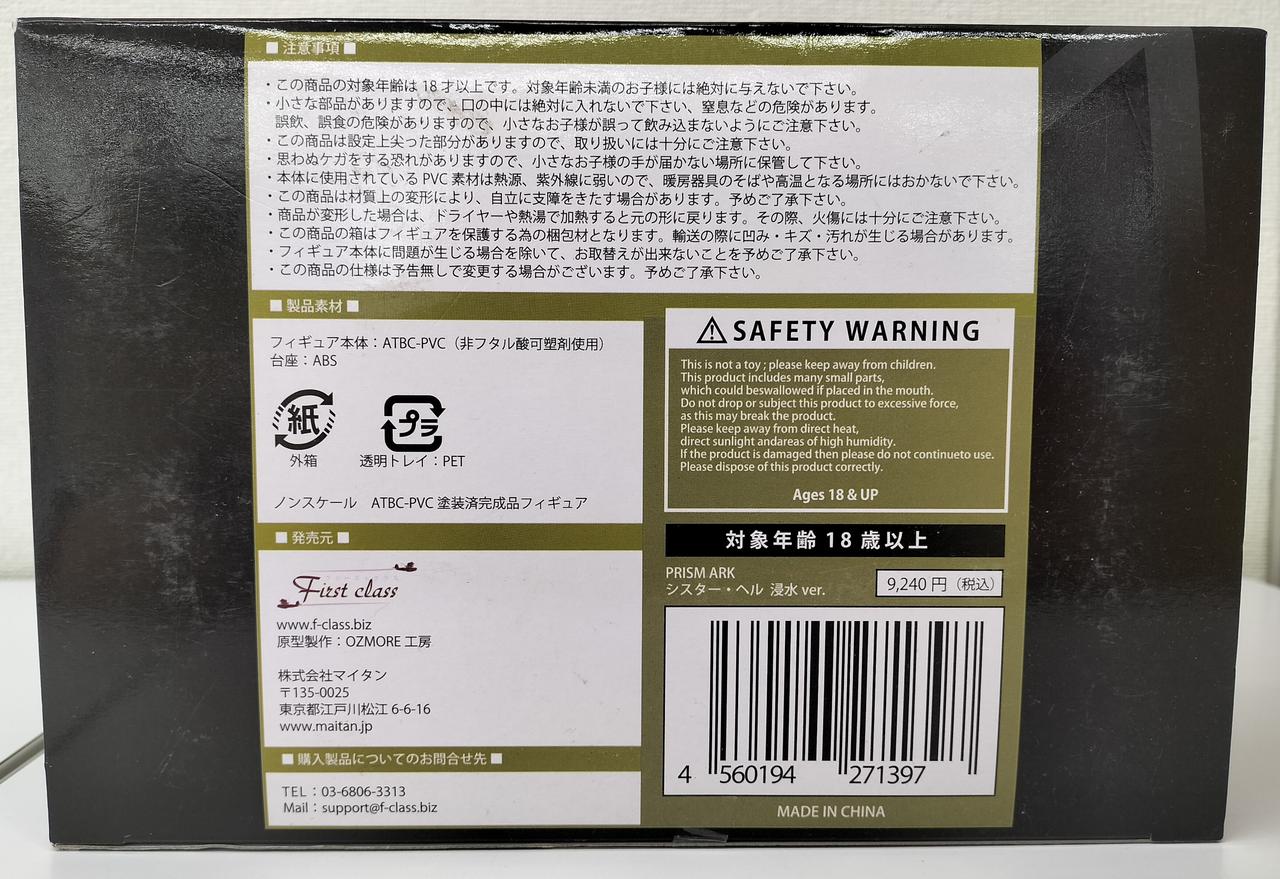 ■ 注意事項 ■
・この商品の対象年齢は 18 才以上です。対象年齢未満のお子様には絶対に与えないで下さい。
・小さな部品がありますので、口の中には絶対に入れないで下さい、窒息などの危険があります。
誤飲、誤食の危険がありますので、小さなお子様が誤って飲み込まないようにご注意下さい。
・この商品は設定上尖った部分がありますので、取り扱いには十分にご注意下さい。
・思わぬケガをする恐れがありますので、小さなお子様の手が届かない場所に保管して下さい。
・本体に使用されている PVC 素材は熱源、紫外線に弱いので、暖房器具のそばや高温となる場所にはおかないで下さい。
・この商品は材質上の変形により、自立に支障をきたす場合があります。予めご了承下さい。
・商品が変形した場合は、ドライヤーや熱湯で加熱すると元の形に戻ります。その際、火傷には十分にご注意下さい。
・この商品の箱はフィギュアを保護する為の梱包材となります。輸送の際に凹み・キズ・汚れが生じる場合があります。
・フィギュア本体に問題が生じる場合を除いて、お取替えが出来ないことを予めご了承下さい。
・この商品の仕様は予告無しで変更する場合がございます。予めご了承下さい。
■ 製品素材 ■
フィギュア本体：ATBC-PVC（非フタル酸可塑剤使用）
台座：ABS
紙
プラ
外箱
透明トレイ：PET
ノンスケール　ATBC-PVC 塗装済完成品フィギュア
■ 発売元 ■
First class
www.f-class.biz
原型製作：OZMORE 工房
株式会社マイタン
〒135-0025
東京都江戸川松江 6-6-16
www.maitan.jp
■ 購入製品についてのお問合せ先 ■
TEL：03-6806-3313
Mail：support@f-class.biz
⚠ SAFETY WARNING
This is not a toy ; please keep away from children.
This product includes many small parts,
which could beswallowed if placed in the mouth.
Do not drop or subject this product to excessive force,
as this may break the product.
Please keep away from direct heat,
direct sunlight andareas of high humidity.
If the product is damaged then please do not continueto use.
Please dispose of this product correctly.
Ages 18 & UP
対象年齢 18 歳以上
PRISM ARK
シスター・ヘル 浸水 ver.
9,240 円（税込）
4 560194 271397
MADE IN CHINA